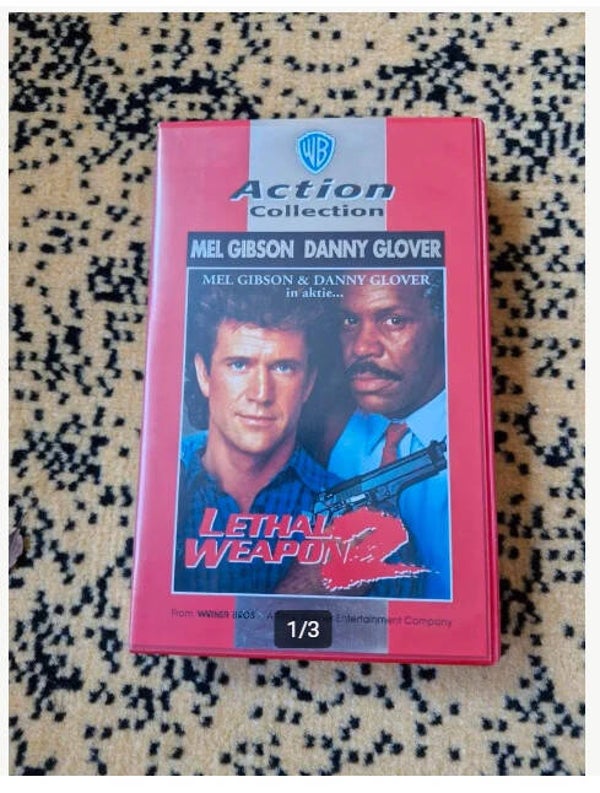 WB
Action
Collection
MEL GIBSON DANNY GLOVER
MEL GIBSON & DANNY GLOVER
in aktie...
LETHAL
WEAPON 2
From WARNER BROS
Entertainment Company
1/3